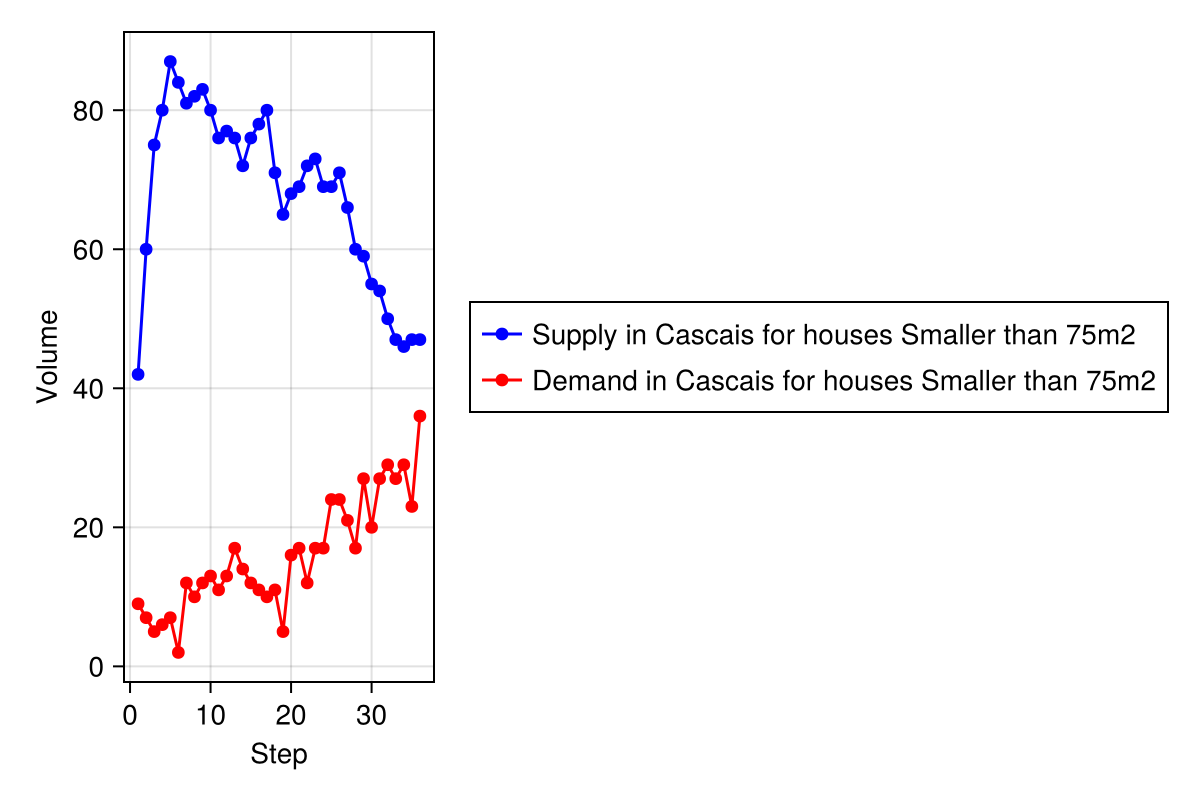 80
60
40
20
0
Volume
0 10 20 30
Step
Supply in Cascais for houses Smaller than 75m2
Demand in Cascais for houses Smaller than 75m2